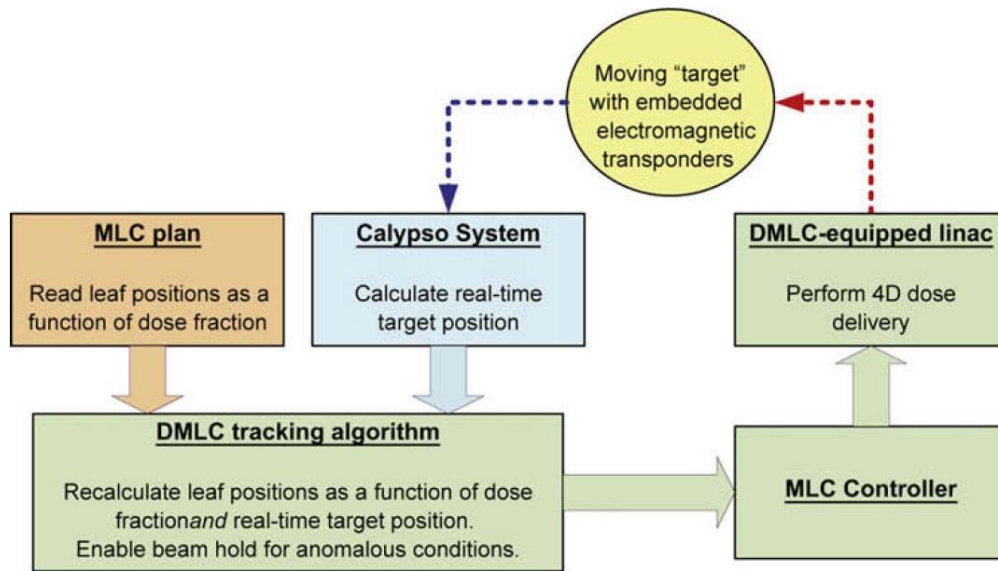 Moving “target”
with embedded
electromagnetic
transponders
MLC plan
Read leaf positions as a
function of dose fraction
Calypso System
Calculate real-time
target position
DMLC-equipped linac
Perform 4D dose
delivery
DMLC tracking algorithm
Recalculate leaf positions as a function of dose
fractionand real-time target position.
Enable beam hold for anomalous conditions.
MLC Controller